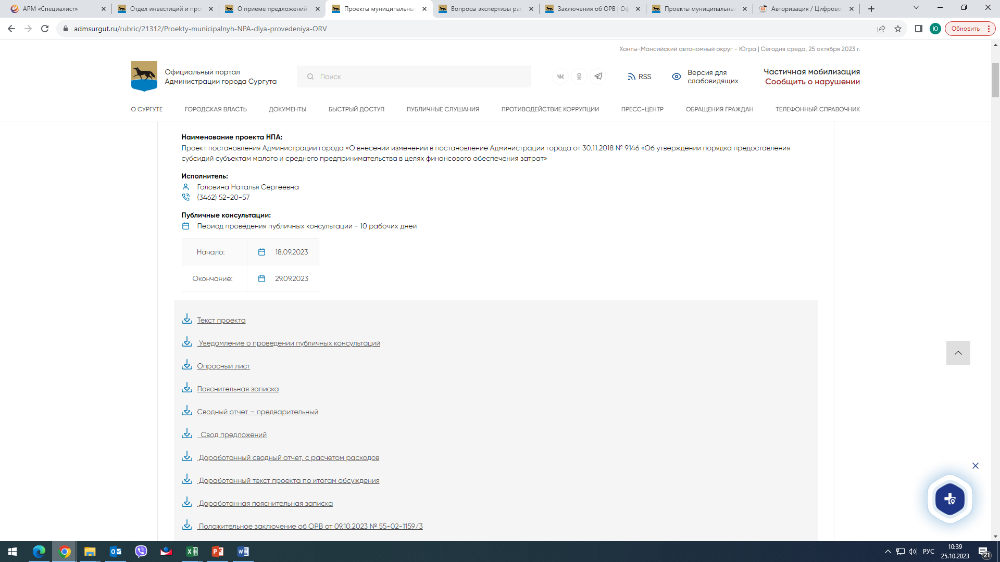 АРМ «Специалист»
Отдел инвестиций и про
О приеме предложений
Проекты муниципальны
Вопросы экспертизы рас
Заключения об ОРВ | Оф
Проекты муниципальны
Авторизация / Цифрово
admsurgut.ru/rubric/21312/Proekty-municipalnyh-NPA-dlya-provedeniya-ORV
Ю
Обновить
Ханты-Мансийский автономный округ - Югра | Сегодня среда, 25 октября 2023 г.
Официальный портал
Администрации города Сургута
Поиск
RSS
Версия для
слабовидящих
Частичная мобилизация
Сообщить о нарушении
О СУРГУТЕ
ГОРОДСКАЯ ВЛАСТЬ
ДОКУМЕНТЫ
БЫСТРЫЙ ДОСТУП
ПУБЛИЧНЫЕ СЛУШАНИЯ
ПРОТИВОДЕЙСТВИЕ КОРРУПЦИИ
ПРЕСС-ЦЕНТР
ОБРАЩЕНИЯ ГРАЖДАН
ТЕЛЕФОННЫЙ СПРАВОЧНИК
Наименование проекта НПА:
Проект постановления Администрации города «О внесении изменений в постановление Администрации города от 30.11.2018 № 9146 «Об утверждении порядка предоставления
субсидий субъектам малого и среднего предпринимательства в целях финансового обеспечения затрат»
Исполнитель:
Головина Наталья Сергеевна
(3462) 52-20-57
Публичные консультации:
Период проведения публичных консультаций - 10 рабочих дней
Начало: 18.09.2023
Окончание: 29.09.2023
Текст проекта
Уведомление о проведении публичных консультаций
Опросный лист
Пояснительная записка
Сводный отчет – предварительный
Свод предложений
Доработанный сводный отчет, с расчетом расходов
Доработанный текст проекта по итогам обсуждения
Доработанная пояснительная записка
Положительное заключение об ОРВ от 09.10.2023 № 55-02-1159/3
РУС
10:39
25.10.2023
21